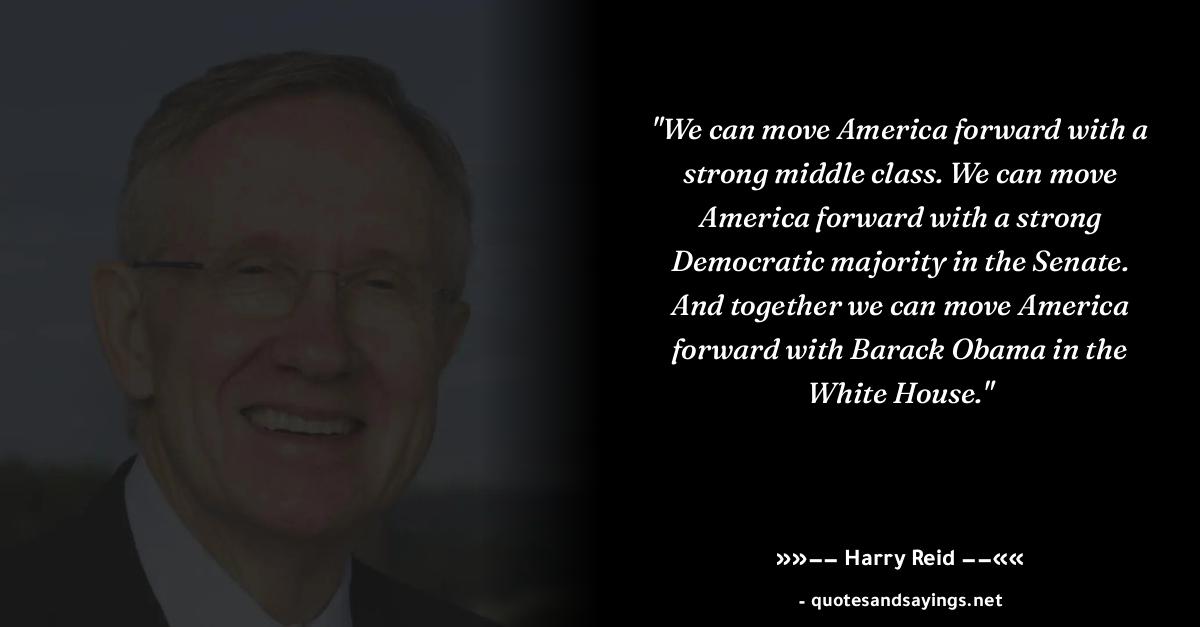 "We can move America forward with a
strong middle class. We can move
America forward with a strong
Democratic majority in the Senate.
And together we can move America
forward with Barack Obama in the
White House."
»»–– Harry Reid ––««
- quotesandsayings.net